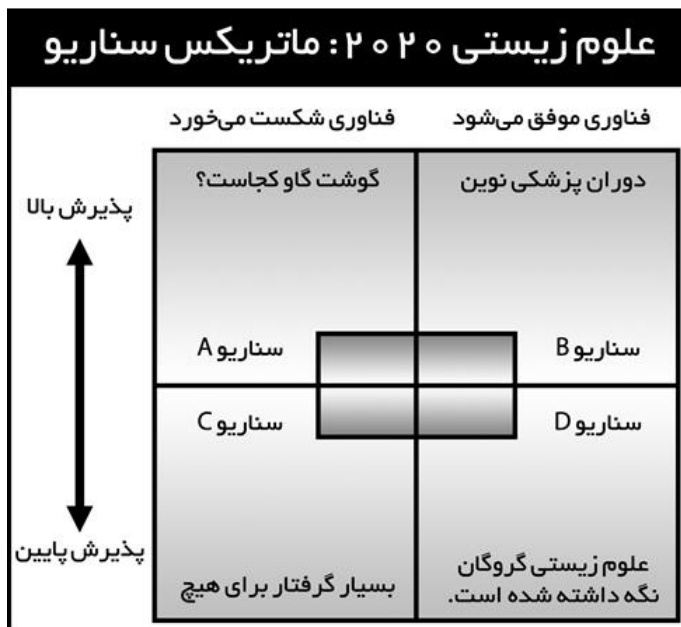 علوم زیستی ۲۰۲۰: ماتریکس سناریو
فناوری موفق می‌شود
فناوری شکست می‌خورد
دوران پزشکی نوین
گوشت گاو کجاست؟
پذیرش بالا
سناریو B
سناریو A
سناریو D
سناریو C
پذیرش پایین
علوم زیستی گروگان
نگه داشته شده است.
بسیار گرفتار برای هیچ